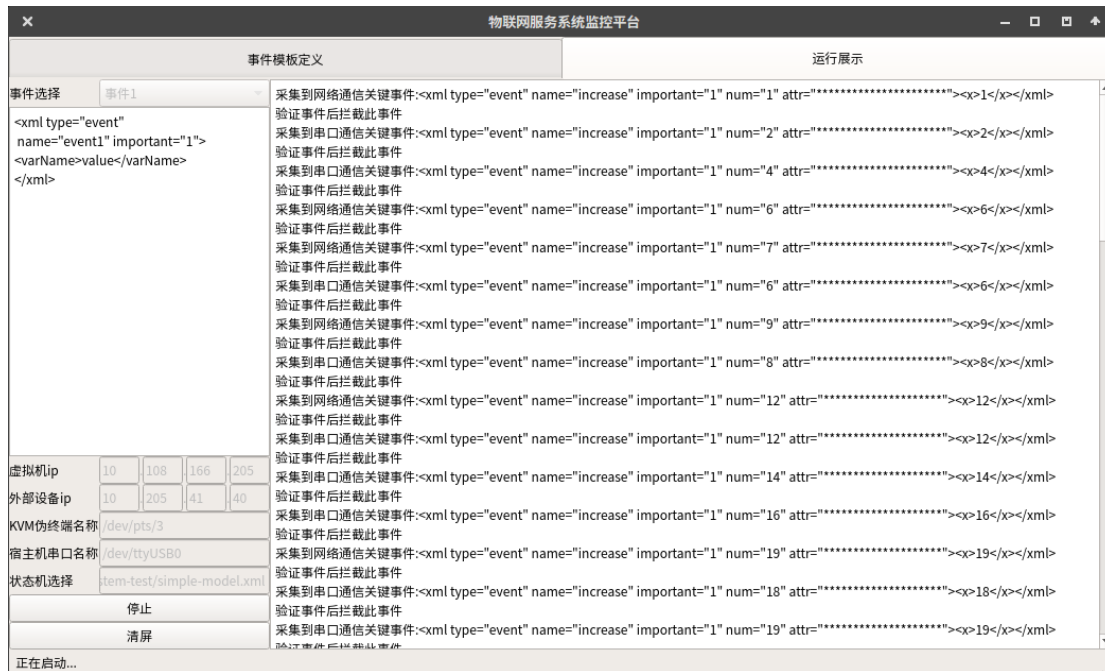 物联网服务系统监控平台
事件模板定义
运行展示
事件选择
事件1
<xml type="event"
name="event1" important="1">
<varName>value</varName>
</xml>
虚拟机ip
10 .108 .166 .205
外部设备ip
10 .205 .41 .40
KVM伪终端名称
/dev/pts/3
宿主机串口名称
/dev/ttyUSB0
状态机选择
stem-test/simple-model.xml
停止
清屏
采集到网络通信关键事件:<xml type="event" name="increase" important="1" num="1" attr="**********************"><x>1</x></xml>
验证事件后拦截此事件
采集到串口通信关键事件:<xml type="event" name="increase" important="1" num="2" attr="**********************"><x>2</x></xml>
验证事件后拦截此事件
采集到串口通信关键事件:<xml type="event" name="increase" important="1" num="4" attr="**********************"><x>4</x></xml>
验证事件后拦截此事件
采集到网络通信关键事件:<xml type="event" name="increase" important="1" num="6" attr="**********************"><x>6</x></xml>
验证事件后拦截此事件
采集到网络通信关键事件:<xml type="event" name="increase" important="1" num="7" attr="**********************"><x>7</x></xml>
验证事件后拦截此事件
采集到串口通信关键事件:<xml type="event" name="increase" important="1" num="6" attr="**********************"><x>6</x></xml>
验证事件后拦截此事件
采集到网络通信关键事件:<xml type="event" name="increase" important="1" num="9" attr="**********************"><x>9</x></xml>
验证事件后拦截此事件
采集到串口通信关键事件:<xml type="event" name="increase" important="1" num="8" attr="**********************"><x>8</x></xml>
验证事件后拦截此事件
采集到网络通信关键事件:<xml type="event" name="increase" important="1" num="12" attr="********************"><x>12</x></xml>
验证事件后拦截此事件
采集到串口通信关键事件:<xml type="event" name="increase" important="1" num="12" attr="********************"><x>12</x></xml>
验证事件后拦截此事件
采集到串口通信关键事件:<xml type="event" name="increase" important="1" num="14" attr="********************"><x>14</x></xml>
验证事件后拦截此事件
采集到串口通信关键事件:<xml type="event" name="increase" important="1" num="16" attr="********************"><x>16</x></xml>
验证事件后拦截此事件
采集到网络通信关键事件:<xml type="event" name="increase" important="1" num="19" attr="********************"><x>19</x></xml>
验证事件后拦截此事件
采集到串口通信关键事件:<xml type="event" name="increase" important="1" num="18" attr="********************"><x>18</x></xml>
验证事件后拦截此事件
采集到串口通信关键事件:<xml type="event" name="increase" important="1" num="19" attr="********************"><x>19</x></xml>
验证事件后拦截此事件
正在启动...